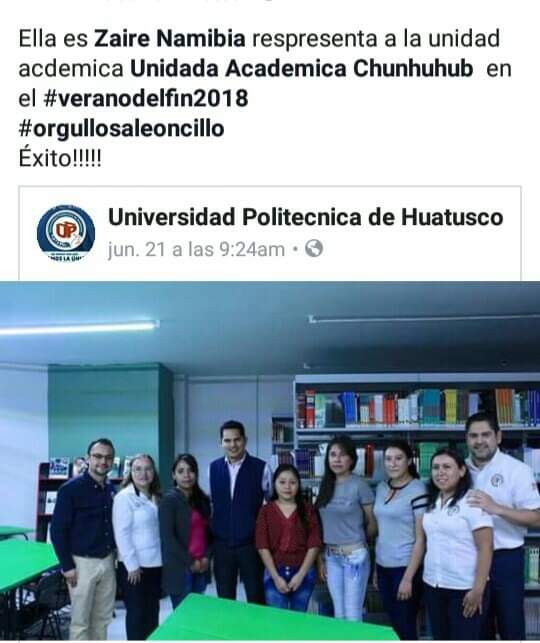 Ella es Zaire Namibia respresenta a la unidad
acdemica Unidada Academica Chunhuhub en
el #veranodelfin2018
#orgullosaleoncillo
Éxito!!!!!
UP
Universidad Politecnica de Huatusco
jun. 21 a las 9:24am